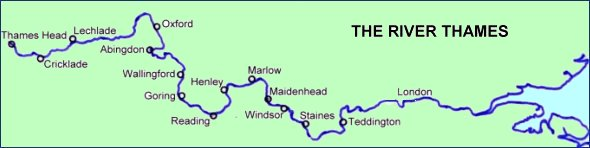 THE RIVER THAMES
Thames Head
Cricklade
Lechlade
Oxford
Abingdon
Wallingford
Goring
Reading
Henley
Marlow
Maidenhead
Windsor
Staines
Teddington
London